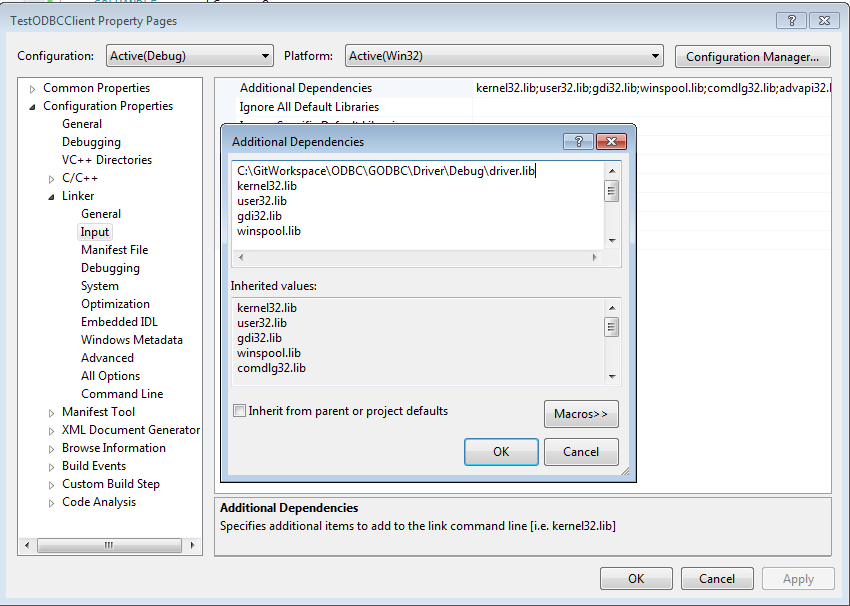 TestODBCClient Property Pages
Configuration: Active(Debug) Platform: Active(Win32) Configuration Manager...
Common Properties
Configuration Properties
General
Debugging
VC++ Directories
C/C++
Linker
General
Input
Manifest File
Debugging
System
Optimization
Embedded IDL
Windows Metadata
Advanced
All Options
Command Line
Manifest Tool
XML Document Generator
Browse Information
Build Events
Custom Build Step
Code Analysis
Additional Dependencies kernel32.lib;user32.lib;gdi32.lib;winspool.lib;comdlg32.lib;advapi32.l
Ignore All Default Libraries
Additional Dependencies
C:\GitWorkspace\ODBC\GODBC\Driver\Debug\driver.lib
kernel32.lib
user32.lib
gdi32.lib
winspool.lib
Inherited values:
kernel32.lib
user32.lib
gdi32.lib
winspool.lib
comdlg32.lib
Inherit from parent or project defaults
Macros>>
OK Cancel
Additional Dependencies
Specifies additional items to add to the link command line [i.e. kernel32.lib]
OK Cancel Apply